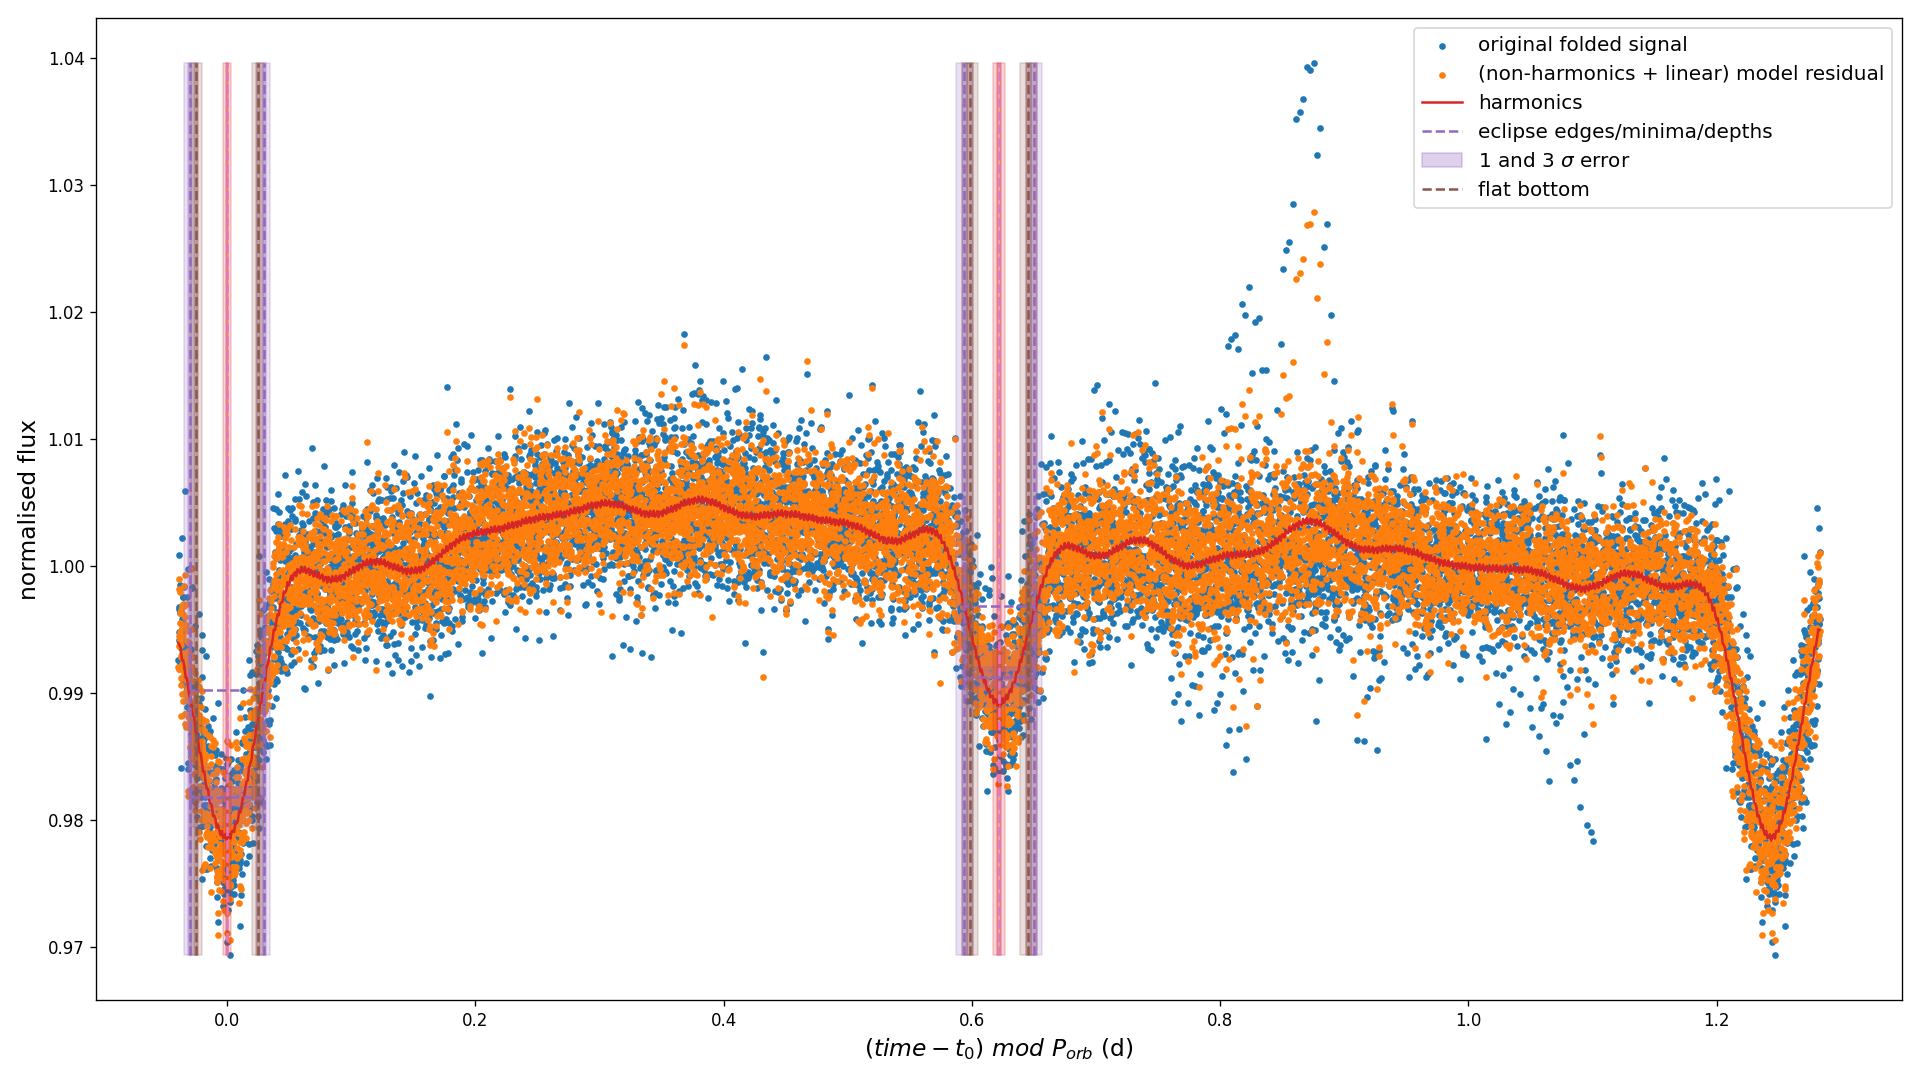 1.04
1.03
1.02
1.01
1.00
0.99
0.98
0.97
normalised flux
original folded signal
(non-harmonics + linear) model residual
harmonics
eclipse edges/minima/depths
1 and 3 σ error
flat bottom
0.0 0.2 0.4 0.6 0.8 1.0 1.2
(time − t₀) mod Pₒᵣb (d)